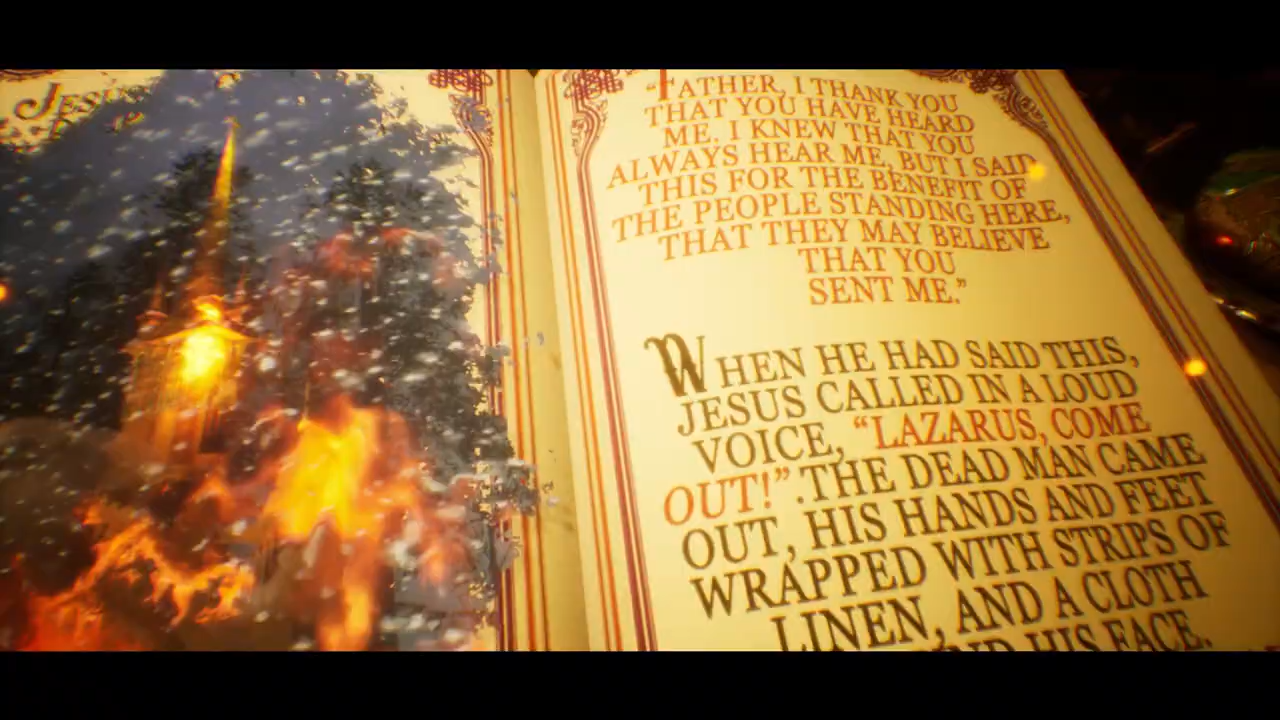 JESUS
"FATHER, I THANK YOU
THAT YOU HAVE HEARD
ME. I KNEW THAT YOU
ALWAYS HEAR ME, BUT I SAID
THIS FOR THE BENEFIT OF
THE PEOPLE STANDING HERE,
THAT THEY MAY BELIEVE
THAT YOU
SENT ME."
WHEN HE HAD SAID THIS,
JESUS CALLED IN A LOUD
VOICE, "LAZARUS, COME
OUT!".THE DEAD MAN CAME
OUT, HIS HANDS AND FEET
WRAPPED WITH STRIPS OF
LINEN, AND A CLOTH
HIS FACE.